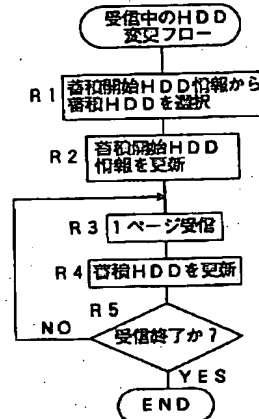 受信中のHDD
変更フロー
R1 蓄積開始HDD情報から
蓄積HDDを選択
R2 蓄積開始HDD
情報を更新
R3 1ページ受信
R4 蓄積HDDを更新
R5
受信終了か?
NO
YES
END